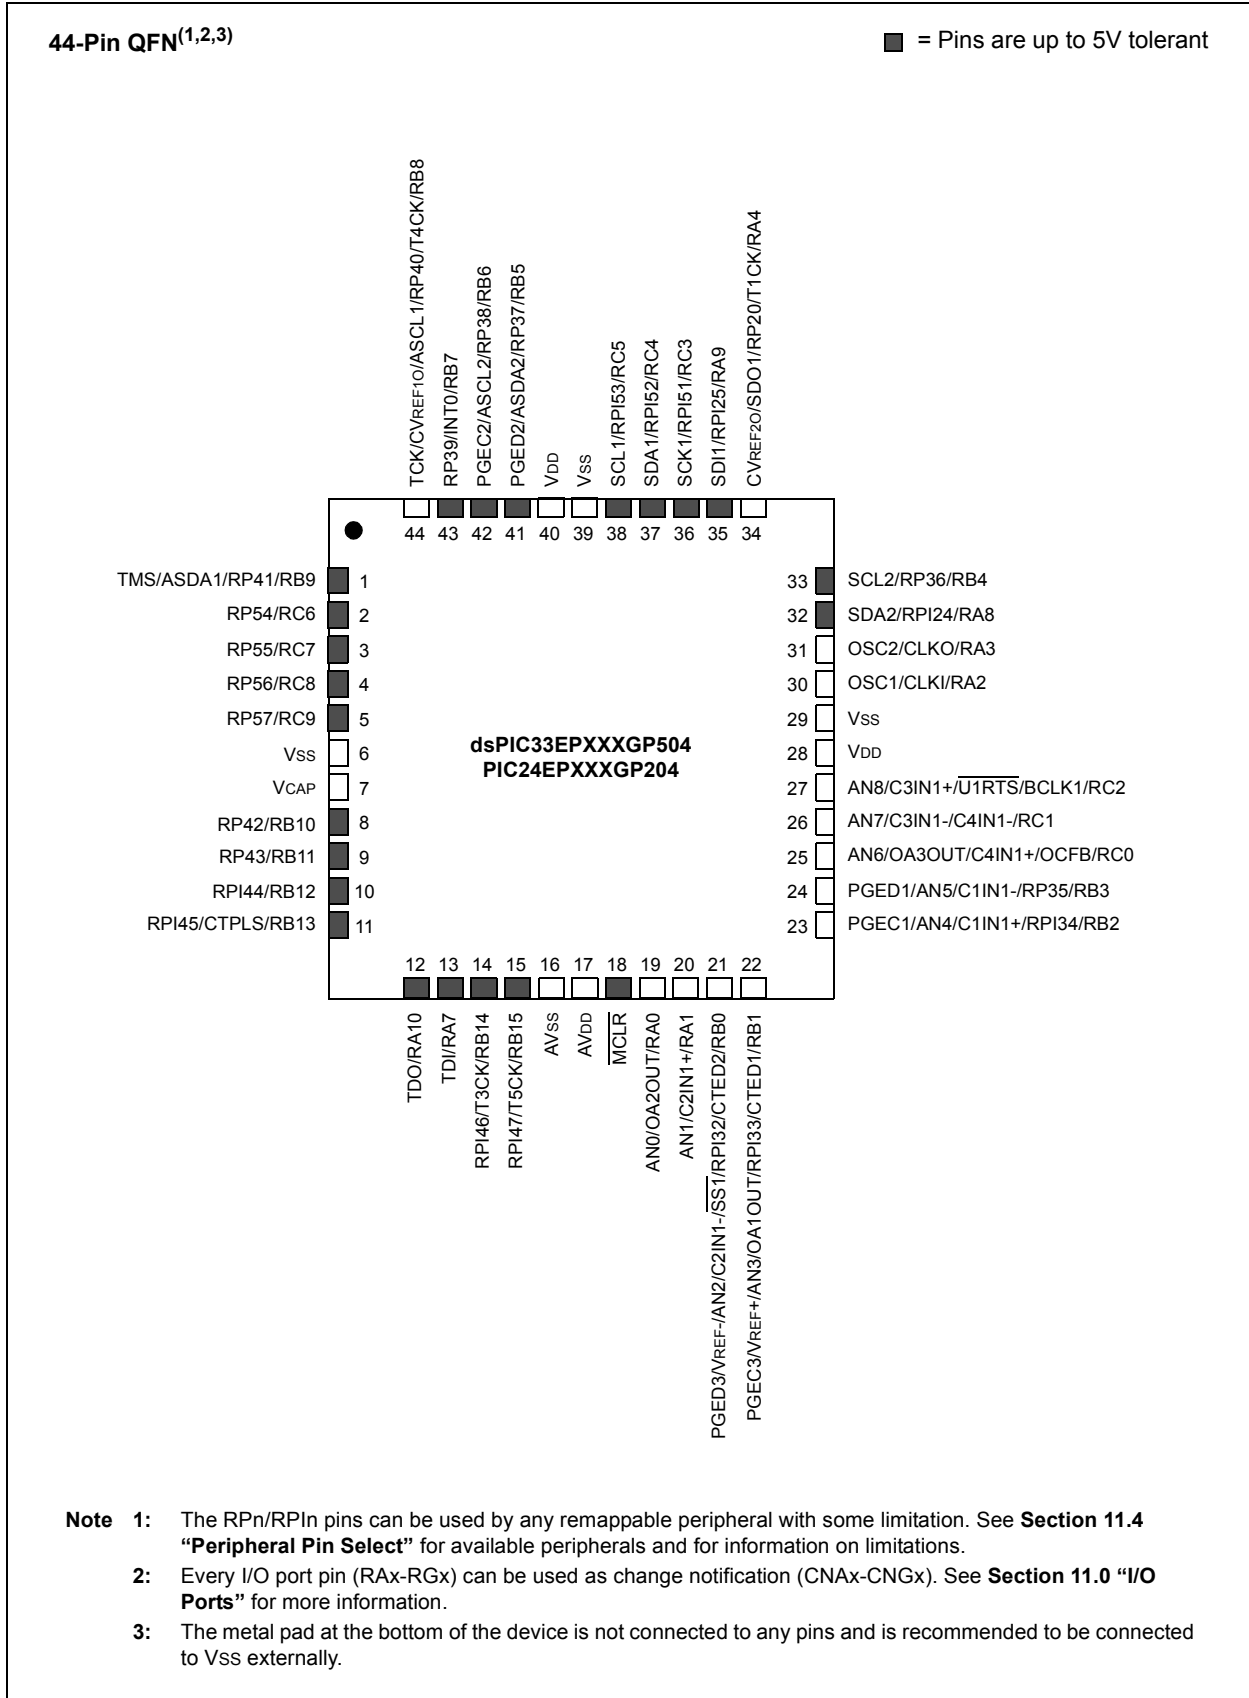 44-Pin QFN(1,2,3)
= Pins are up to 5V tolerant
TCK/CVREF1O/ASCL1/RP40/T4CK/RB8
RP39/INT0/RB7
PGEC2/ASCL2/RP38/RB6
PGED2/ASDA2/RP37/RB5
VDD
VSS
SCL1/RPI53/RC5
SDA1/RPI52/RC4
SCK1/RPI51/RC3
SDI1/RPI25/RA9
CVREF2O/SDO1/RP20/T1CK/RA4
44 43 42 41 40 39 38 37 36 35 34
TMS/ASDA1/RP41/RB9 1
RP54/RC6 2
RP55/RC7 3
RP56/RC8 4
RP57/RC9 5
VSS 6
VCAP 7
RP42/RB10 8
RP43/RB11 9
RPI44/RB12 10
RPI45/CTPLS/RB13 11
dsPIC33EPXXXGP504
PIC24EPXXXGP204
33 SCL2/RP36/RB4
32 SDA2/RPI24/RA8
31 OSC2/CLKO/RA3
30 OSC1/CLKI/RA2
29 VSS
28 VDD
27 AN8/C3IN1+/U1RTS/BCLK1/RC2
26 AN7/C3IN1-/C4IN1-/RC1
25 AN6/OA3OUT/C4IN1+/OCFB/RC0
24 PGED1/AN5/C1IN1-/RP35/RB3
23 PGEC1/AN4/C1IN1+/RPI34/RB2
12 13 14 15 16 17 18 19 20 21 22
TDO/RA10
TDI/RA7
RPI46/T3CK/RB14
RPI47/T5CK/RB15
AVSS
AVDD
MCLR
AN0/OA2OUT/RA0
AN1/C2IN1+/RA1
PGED3/VREF-/AN2/C2IN1-/SS1/RPI32/CTED2/RB0
PGEC3/VREF+/AN3/OA1OUT/RPI33/CTED1/RB1
Note 1: The RPn/RPIn pins can be used by any remappable peripheral with some limitation. See Section 11.4
“Peripheral Pin Select” for available peripherals and for information on limitations.
2: Every I/O port pin (RAx-RGx) can be used as change notification (CNAx-CNGx). See Section 11.0 “I/O
Ports” for more information.
3: The metal pad at the bottom of the device is not connected to any pins and is recommended to be connected
to VSS externally.